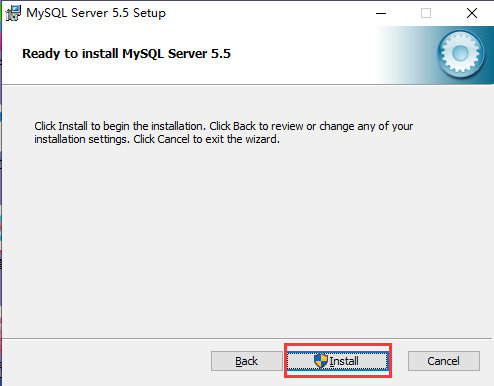 MySQL Server 5.5 Setup
Ready to install MySQL Server 5.5
Click Install to begin the installation. Click Back to review or change any of your
installation settings. Click Cancel to exit the wizard.
Back
Install
Cancel